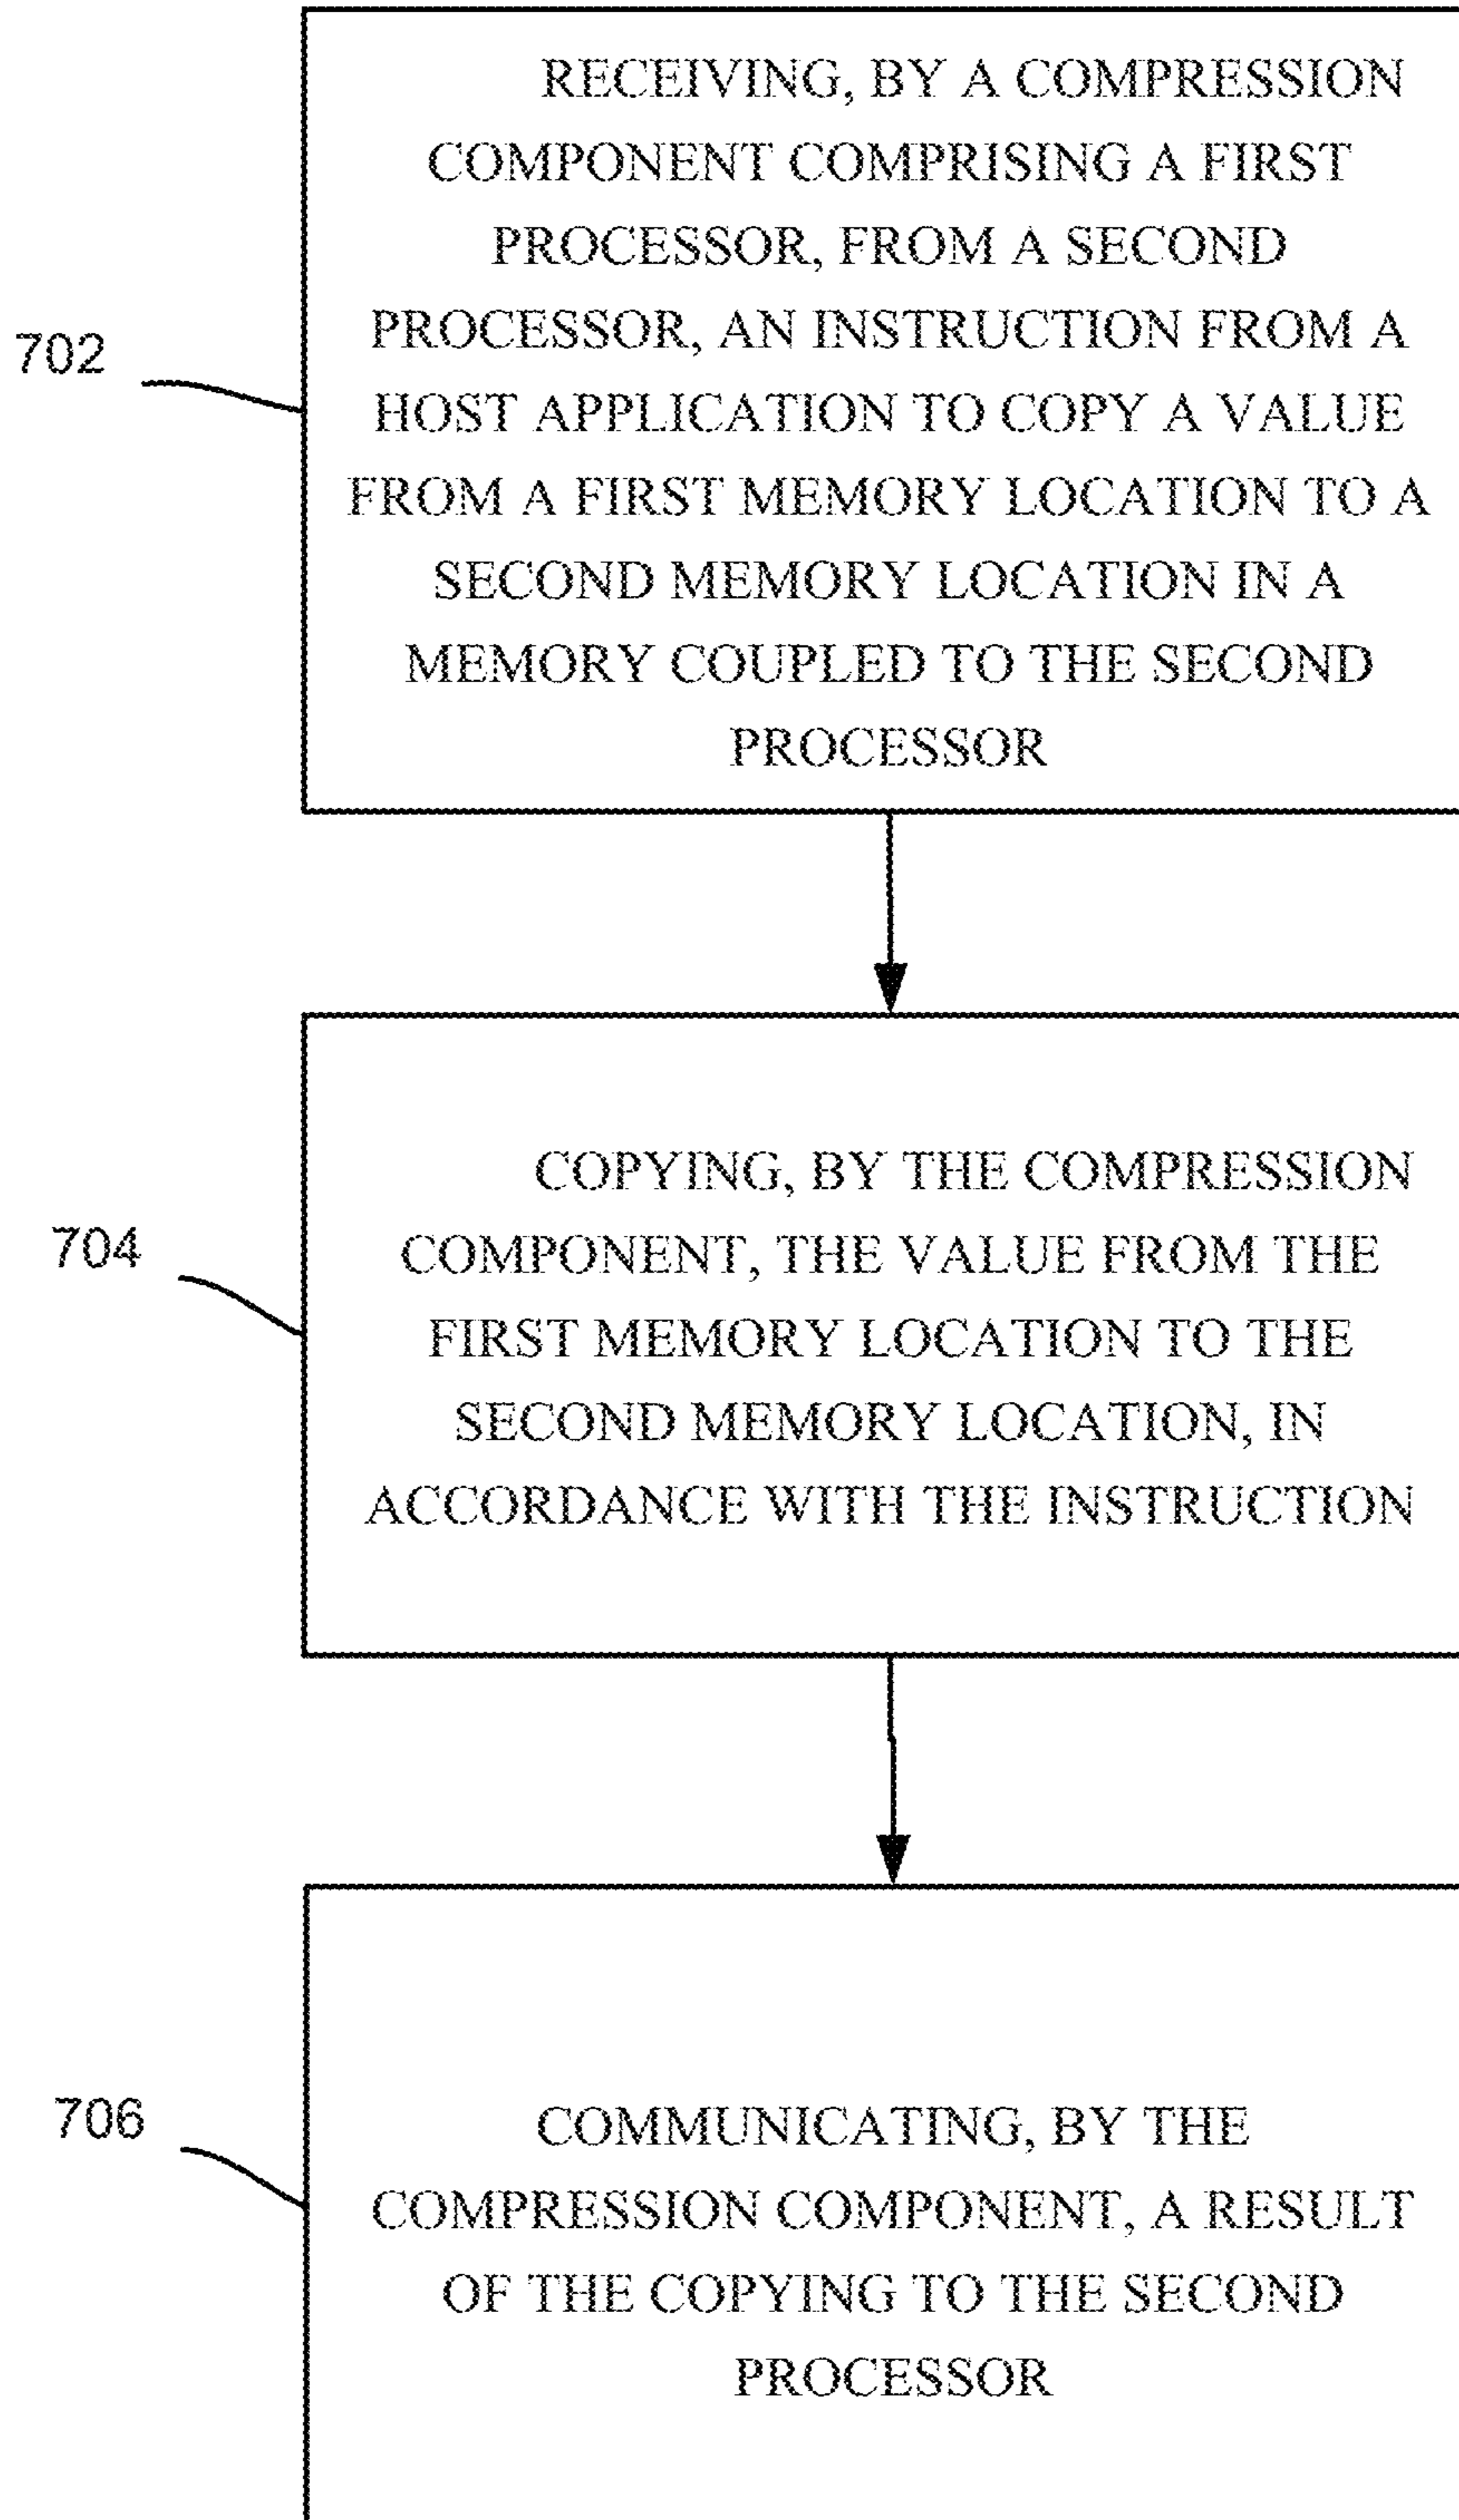 RECEIVING, BY A COMPRESSION
COMPONENT COMPRISING A FIRST
PROCESSOR, FROM A SECOND
702
PROCESSOR, AN INSTRUCTION FROM A
HOST APPLICATION TO COPY A VALUE
FROM A FIRST MEMORY LOCATION TO A
SECOND MEMORY LOCATION IN A
MEMORY COUPLED TO THE SECOND
PROCESSOR
COPYING, BY THE COMPRESSION
704
COMPONENT, THE VALUE FROM THE
FIRST MEMORY LOCATION TO THE
SECOND MEMORY LOCATION, IN
ACCORDANCE WITH THE INSTRUCTION
706
COMMUNICATING, BY THE
COMPRESSION COMPONENT, A RESULT
OF THE COPYING TO THE SECOND
PROCESSOR